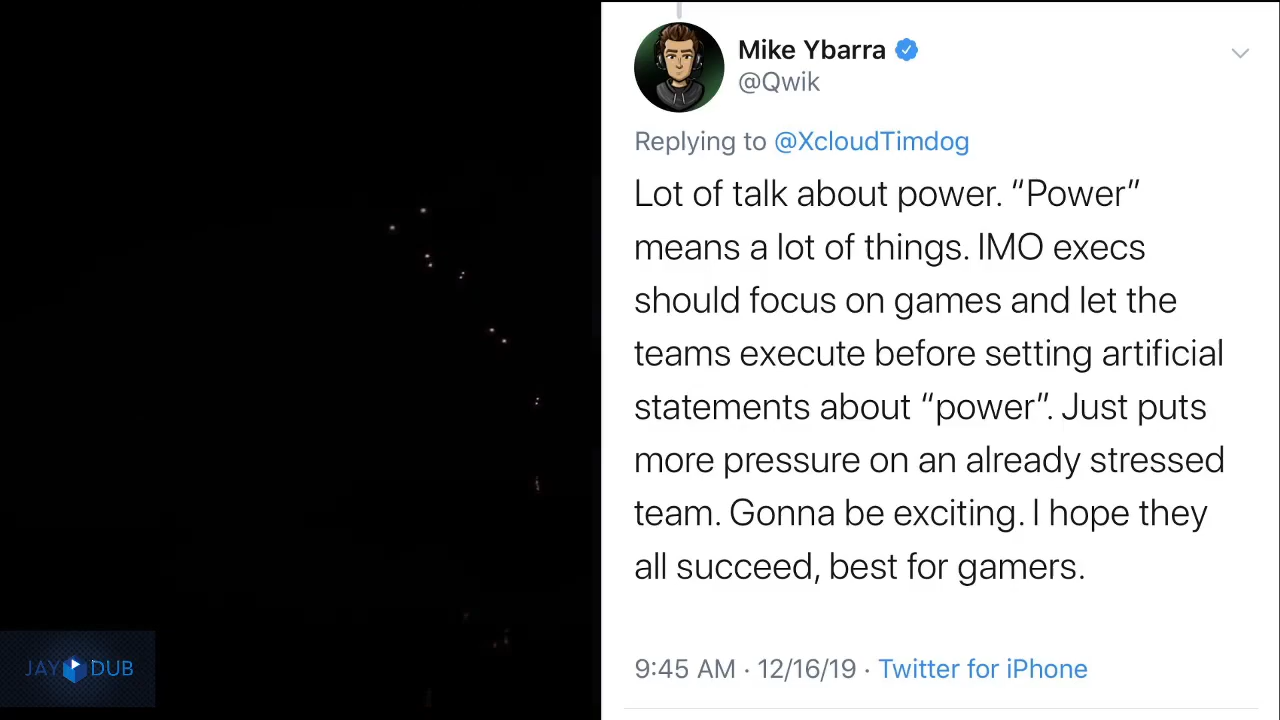 Mike Ybarra
@Qwik
Replying to @XcloudTimdog
Lot of talk about power. “Power”
means a lot of things. IMO execs
should focus on games and let the
teams execute before setting artificial
statements about “power”. Just puts
more pressure on an already stressed
team. Gonna be exciting. I hope they
all succeed, best for gamers.
9:45 AM · 12/16/19 · Twitter for iPhone
JAY DUB